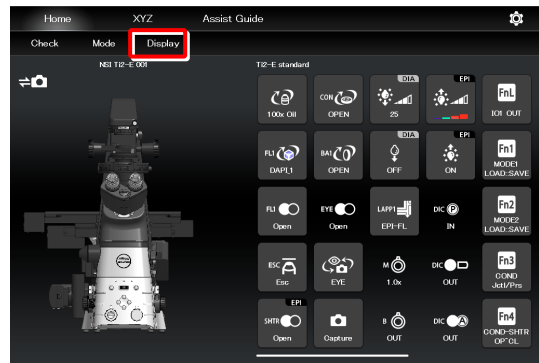 Home XYZ Assist Guide
Check Mode Display
NSI Ti2-E 001
Ti2-E standard
100x Oil
CON
OPEN
DIA
25
EPI
FnL
IO1 OUT
FL1
DAPI_1
BA1
OPEN
DIA
OFF
EPI
ON
Fn1
MODE1
LOAD:SAVE
FL1
Open
EYE
Open
LAPP1
EPI-FL
DIC P
IN
Fn2
MODE2
LOAD:SAVE
ESC
Esc
EYE
M
1.0x
DIC
OUT
Fn3
COND
Jctl/Prs
EPI
SHTR
Open
Capture
B
OUT
DIC A
OUT
Fn4
COND-SHTR
OP~CL